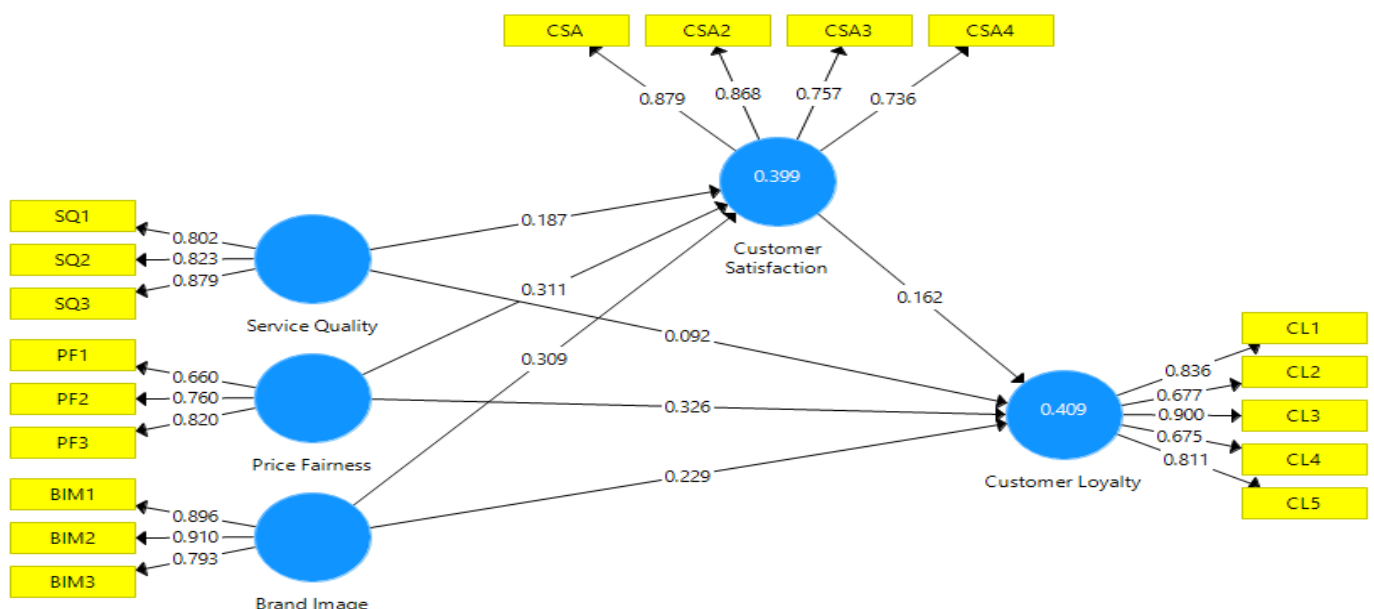 CSA
CSA2
CSA3
CSA4
0.879
0.868
0.757
0.736
0.399
Customer
Satisfaction
SQ1
SQ2
SQ3
0.802
0.823
0.879
Service Quality
0.187
0.311
0.309
0.092
0.162
PF1
PF2
PF3
0.660
0.760
0.820
Price Fairness
0.326
0.229
BIM1
BIM2
BIM3
0.896
0.910
0.793
Brand Image
0.409
Customer Loyalty
0.836
0.677
0.900
0.675
0.811
CL1
CL2
CL3
CL4
CL5